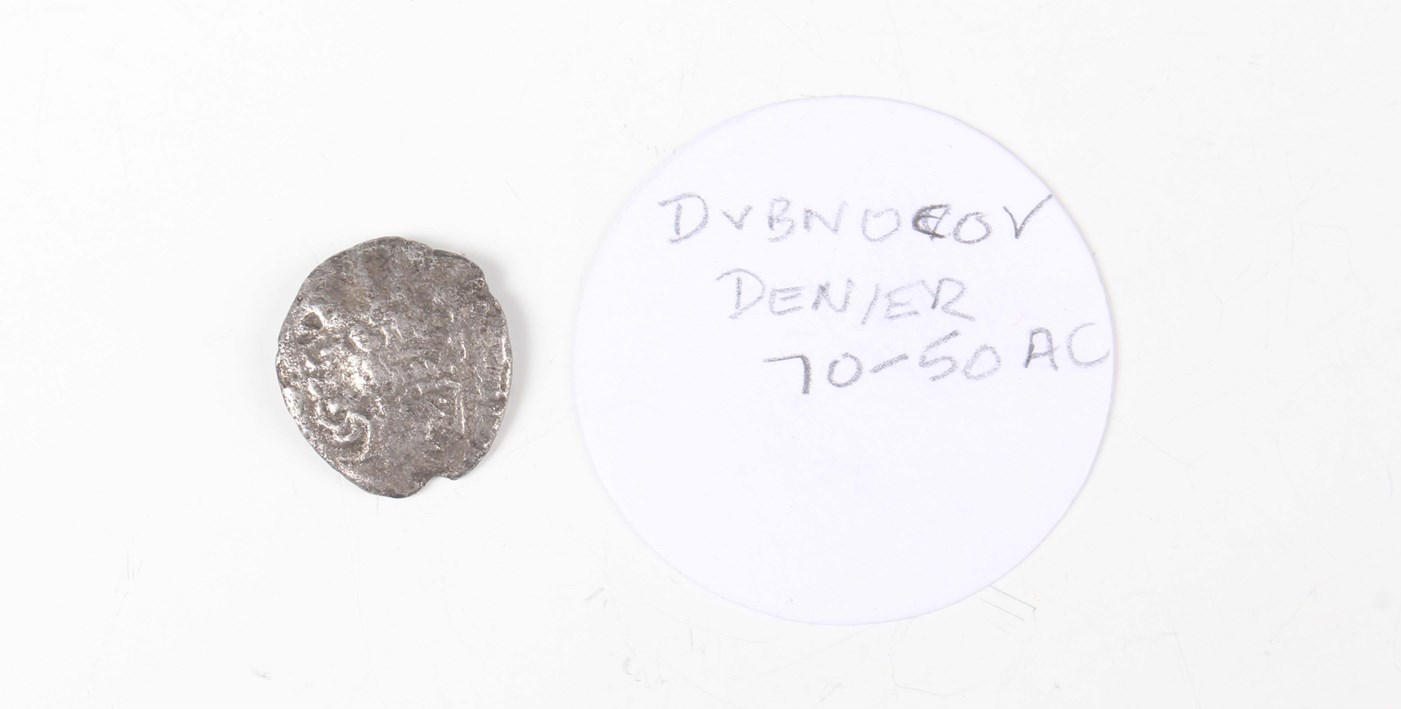 DVBNOCOV
DENIER
70-50 AC